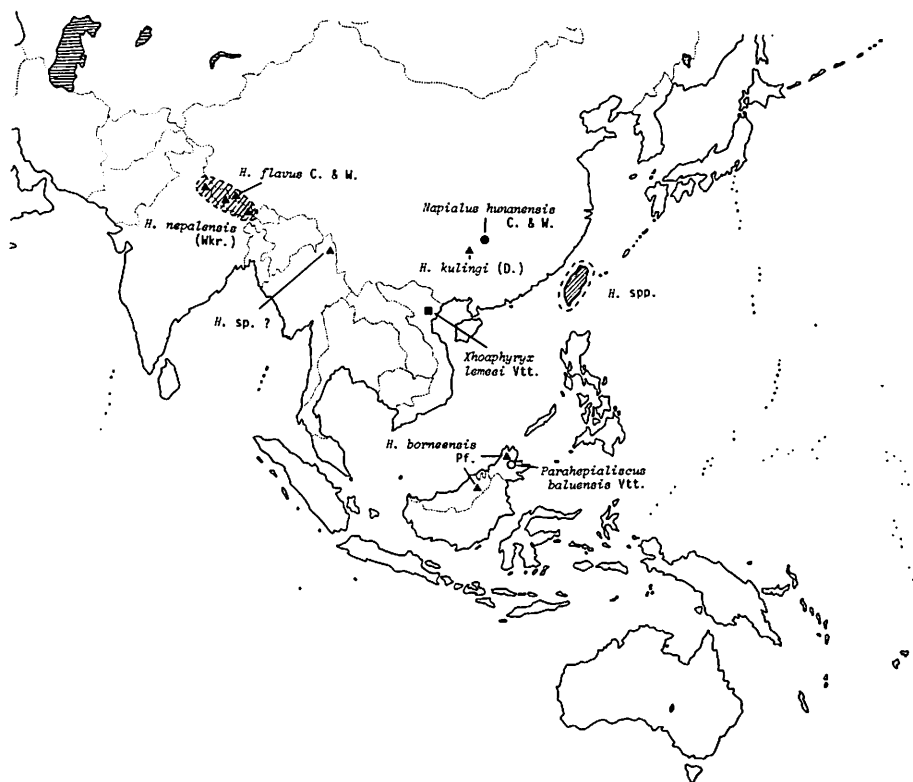 H. flavus C. & W.
H. nepalensis
(Wkr.)
Napialus hunanensis
C. & W.
H. kulingi (D.)
H. spp.
H. sp. ?
Xhoaphyryx
lemeei Vtt.
H. borneensis
Pf.
Parahepialiscus
baluensis Vtt.